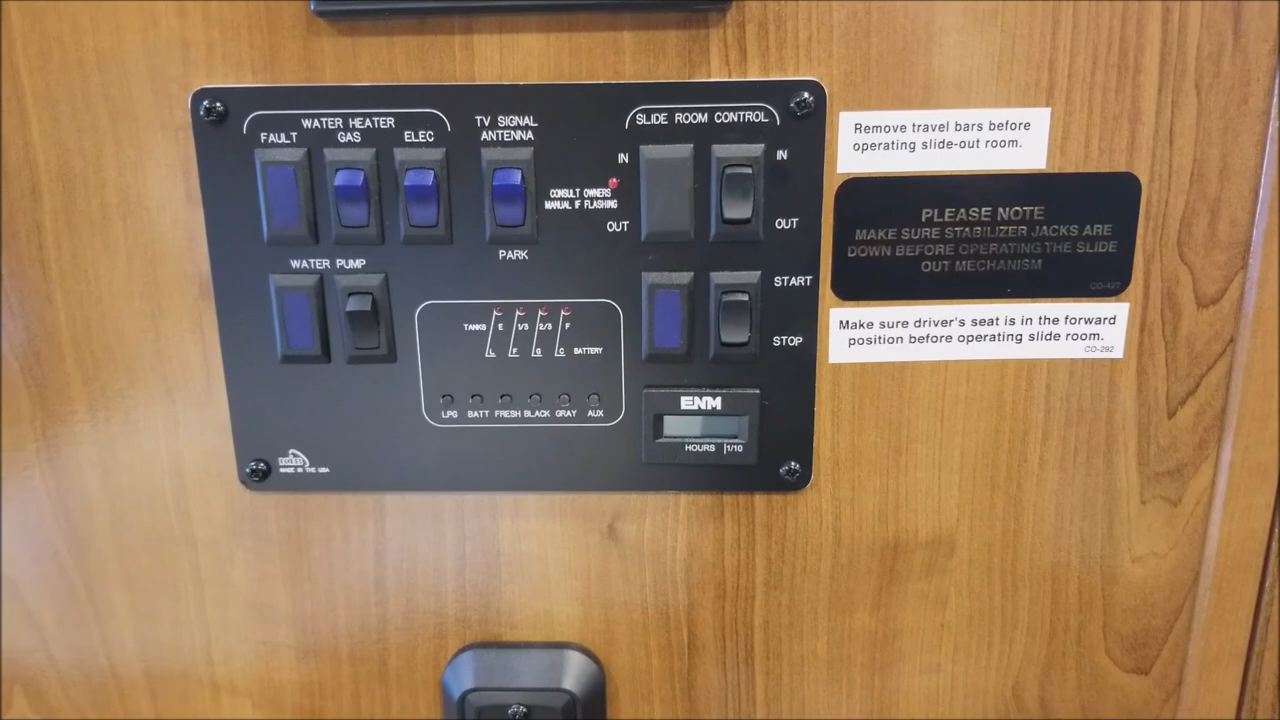 WATER HEATER
FAULT GAS ELEC
TV SIGNAL
ANTENNA
PARK
CONSULT OWNERS
MANUAL IF FLASHING
SLIDE ROOM CONTROL
IN
OUT
IN
OUT
WATER PUMP
START
STOP
TANKS E 1/3 2/3 F
L F G C BATTERY
LPG BATT FRESH BLACK GRAY AUX
ENM
HOURS 1/10
MADE IN THE USA
Remove travel bars before
operating slide-out room.
PLEASE NOTE
MAKE SURE STABILIZER JACKS ARE
DOWN BEFORE OPERATING THE SLIDE
OUT MECHANISM
CO-427
Make sure driver's seat is in the forward
position before operating slide room.
CO-292